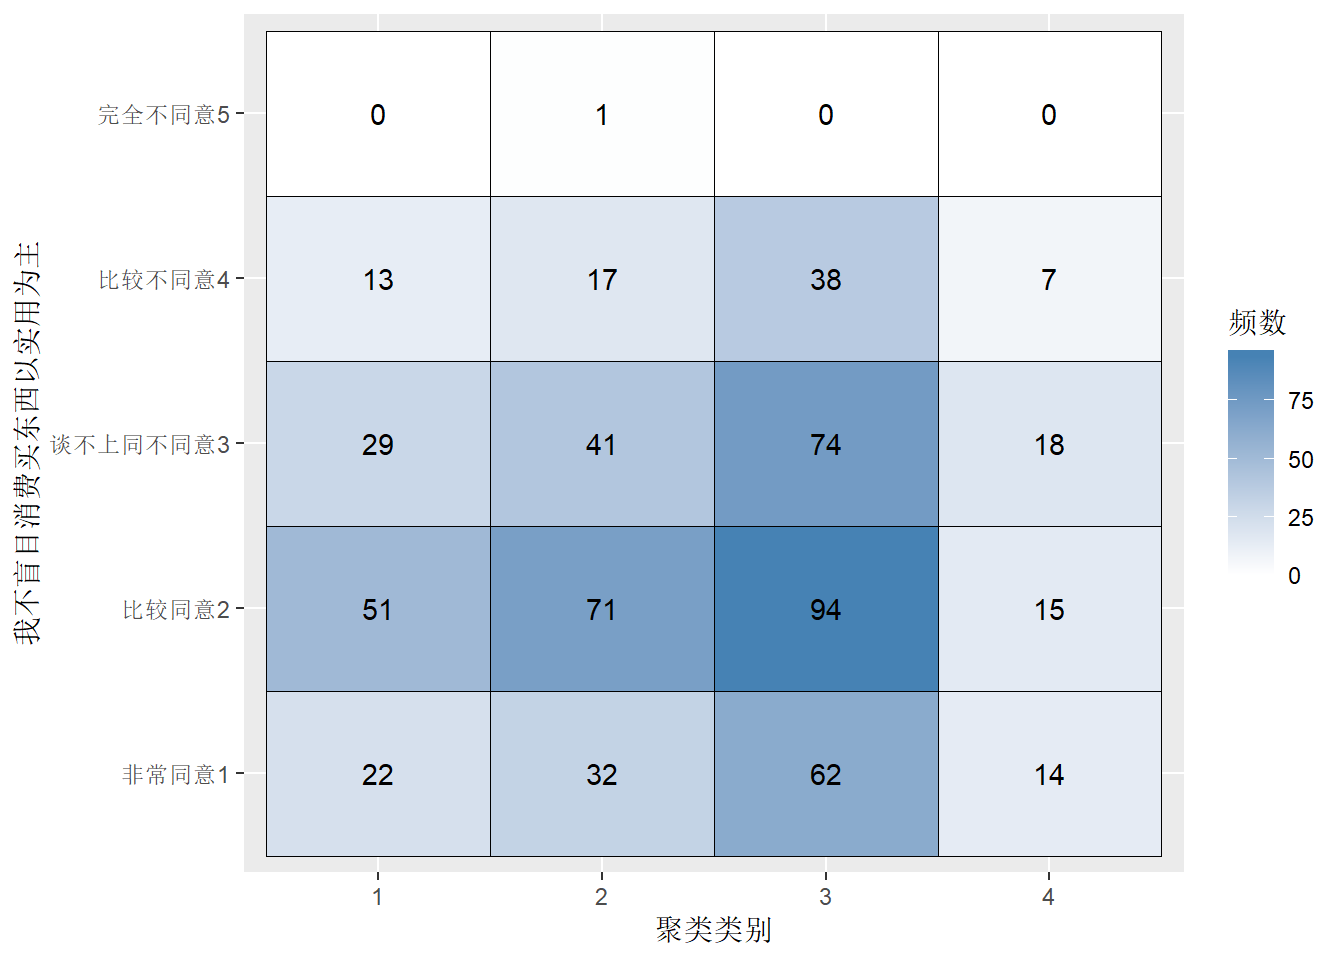 我不盲目消费买东西以实用为主
完全不同意5
0 1 0 0
比较不同意4
13 17 38 7
谈不上同不同意3
29 41 74 18
比较同意2
51 71 94 15
非常同意1
22 32 62 14
1 2 3 4
聚类类别
频数
75
50
25
0